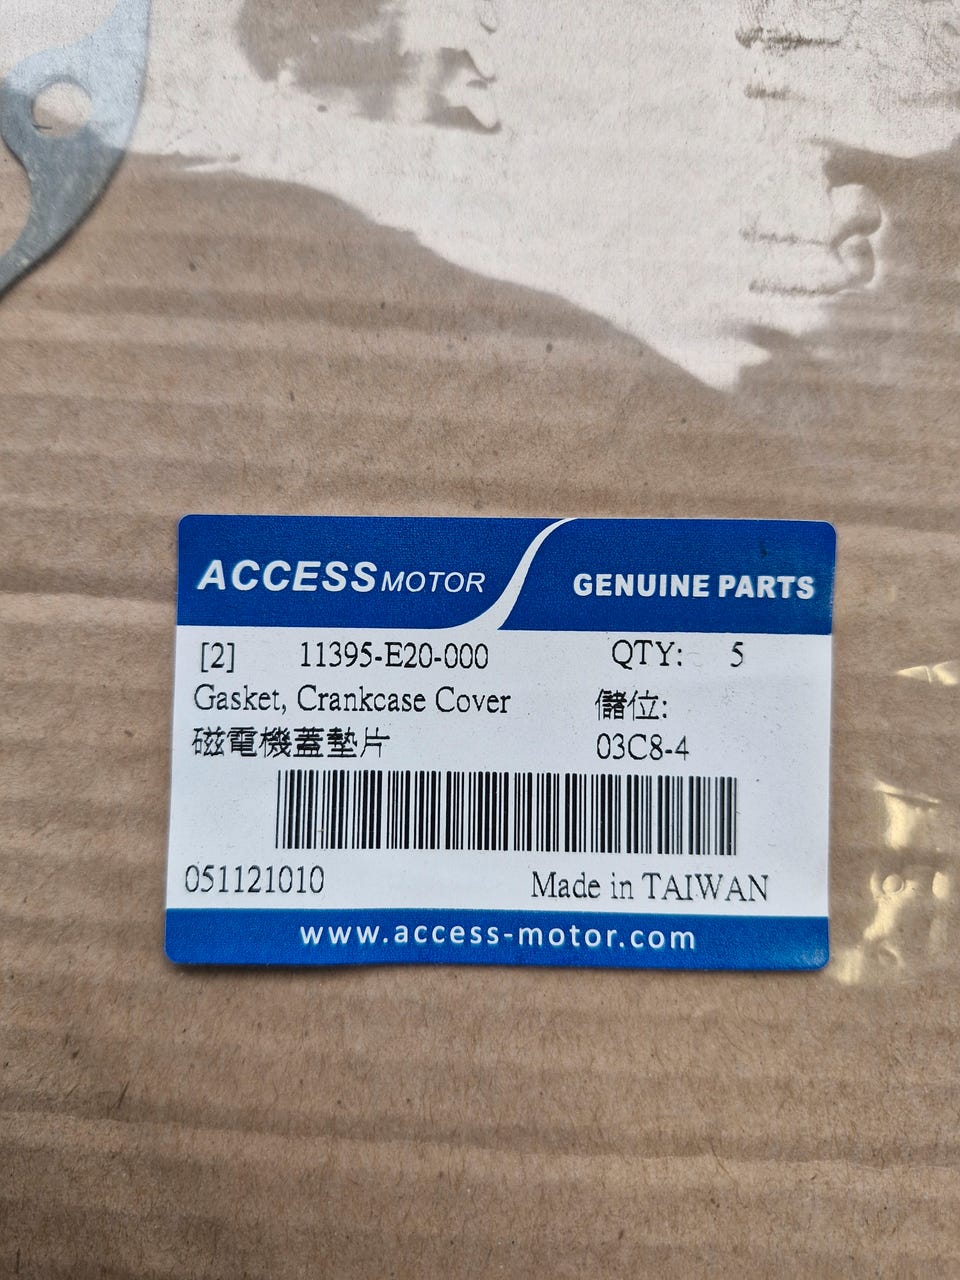 ACCESS MOTOR GENUINE PARTS
[2] 11395-E20-000 QTY: 5
Gasket, Crankcase Cover 儲位:
磁電機蓋墊片 03C8-4
051121010 Made in TAIWAN
www.access-motor.com